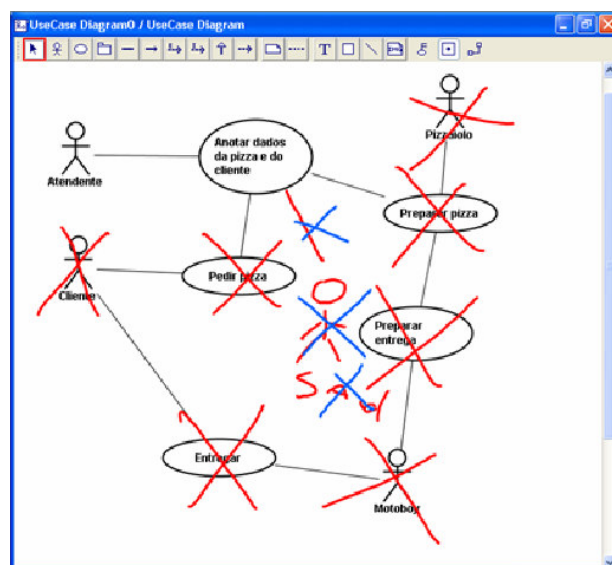 UseCase Diagram0 / UseCase Diagram
T
Pizzaiolo
Anotar dados
da pizza e do
cliente
Atendente
Preparar pizza
Pedir pizza
Cliente
Preparar
entrega
Entregar
Motoboy